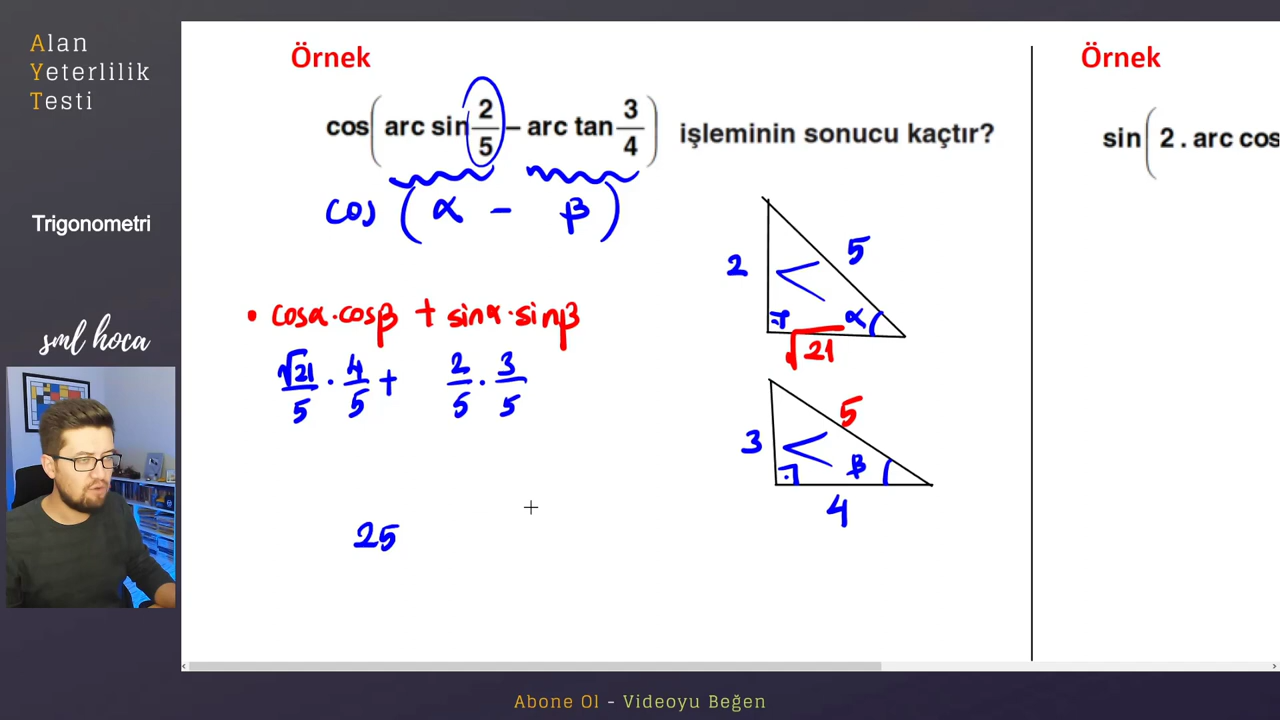 Alan
Yeterlilik
Testi
Trigonometri
sml hoca
Örnek
cos(arc sin 2/5 – arc tan 3/4) işleminin sonucu kaçtır?
cos (α - β)
• cosα·cosβ + sinα·sinβ
√21/5 · 4/5 + 2/5 · 3/5
25
2
5
α
√21
3
5
β
4
Örnek
sin(2 . arc cos
Abone Ol - Videoyu Beğen